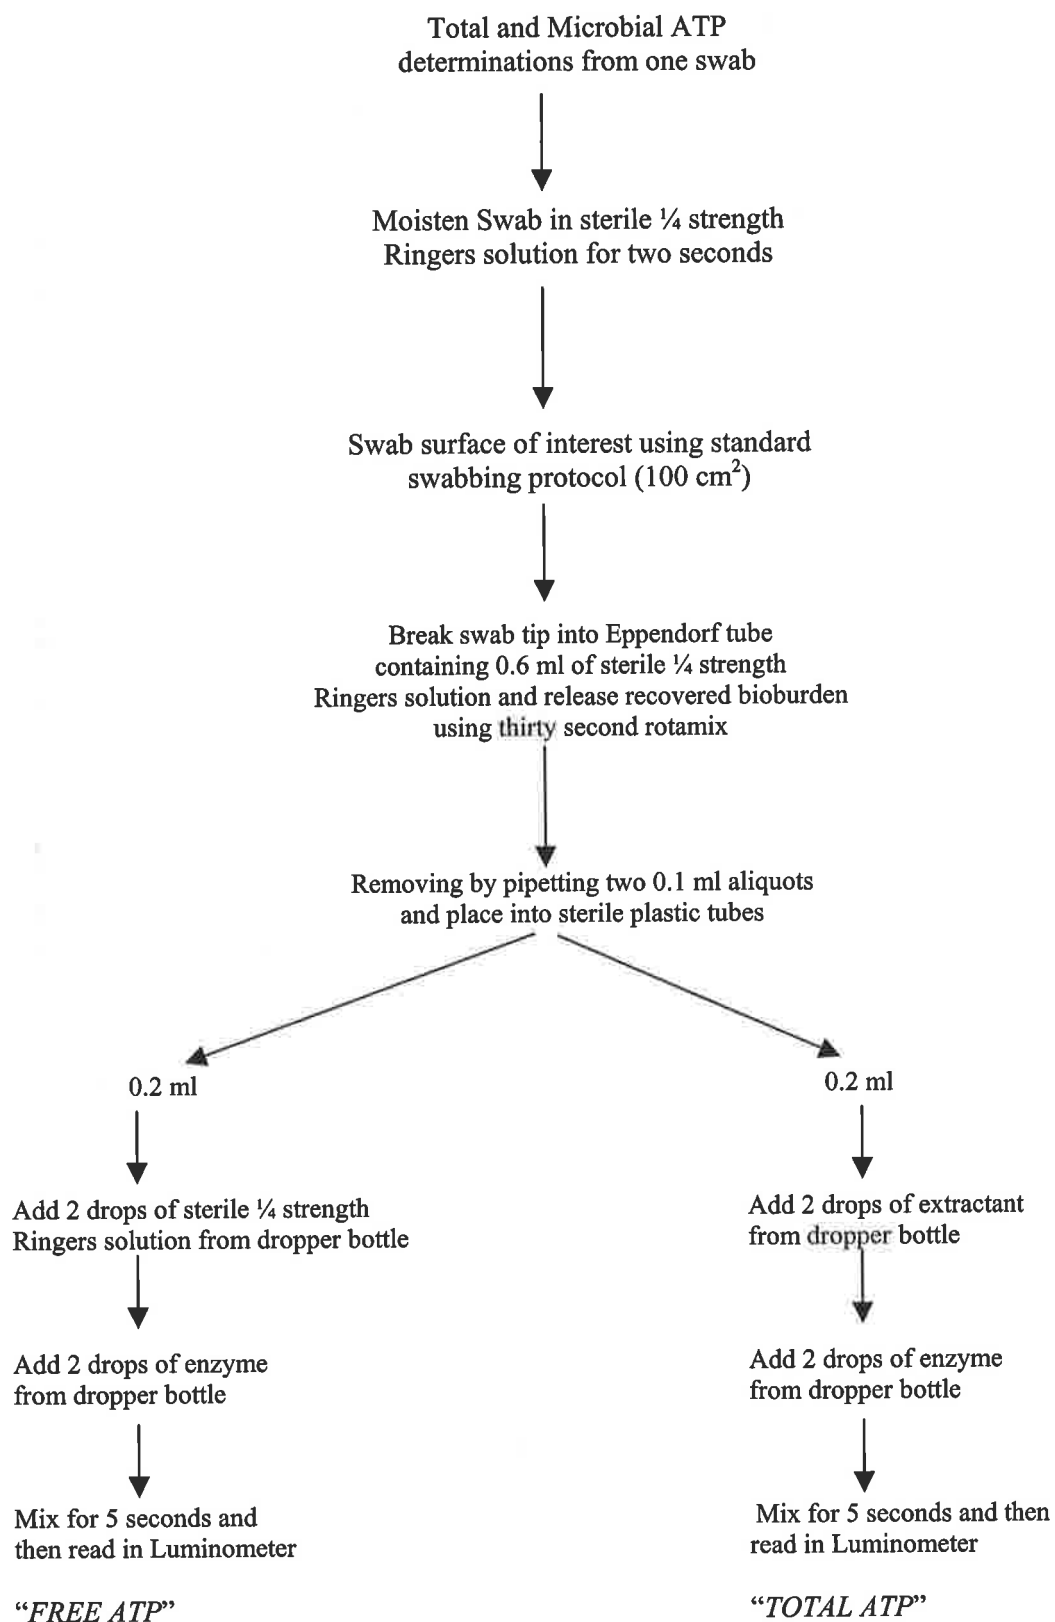 Total and Microbial ATP
determinations from one swab
Moisten Swab in sterile ¼ strength
Ringers solution for two seconds
Swab surface of interest using standard
swabbing protocol (100 cm²)
Break swab tip into Eppendorf tube
containing 0.6 ml of sterile ¼ strength
Ringers solution and release recovered bioburden
using thirty second rotamix
Removing by pipetting two 0.1 ml aliquots
and place into sterile plastic tubes
0.2 ml
Add 2 drops of sterile ¼ strength
Ringers solution from dropper bottle
Add 2 drops of enzyme
from dropper bottle
Mix for 5 seconds and
then read in Luminometer
“FREE ATP”
0.2 ml
Add 2 drops of extractant
from dropper bottle
Add 2 drops of enzyme
from dropper bottle
Mix for 5 seconds and then
read in Luminometer
“TOTAL ATP”